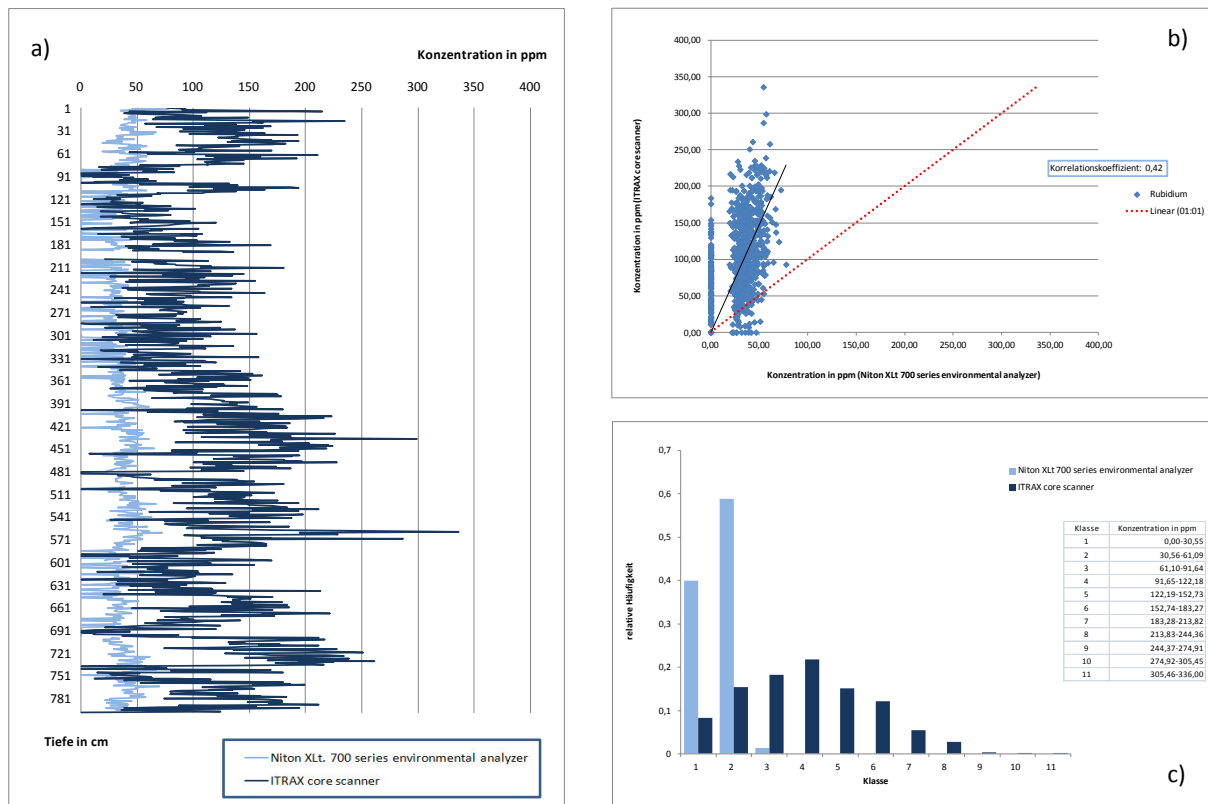 a)
Konzentration in ppm
0 50 100 150 200 250 300 350 400
1
31
61
91
121
151
181
211
241
271
301
331
361
391
421
451
481
511
541
571
601
631
661
691
721
751
781
Tiefe in cm
Niton XLt. 700 series environmental analyzer
ITRAX core scanner
b)
Konzentration in ppm (ITRAX core scanner)
400,00
350,00
300,00
250,00
200,00
150,00
100,00
50,00
0,00
0,00 50,00 100,00 150,00 200,00 250,00 300,00 350,00 400,00
Konzentration in ppm (Niton XLt 700 series environmental analyzer)
Korrelationskoeffizient: 0,42
Rubidium
Linear (01:01)
relative Häufigkeit
0,7
0,6
0,5
0,4
0,3
0,2
0,1
0
1 2 3 4 5 6 7 8 9 10 11
Klasse
Niton XLt 700 series environmental analyzer
ITRAX core scanner
Klasse Konzentration in ppm
1 0,00-30,55
2 30,56-61,09
3 61,10-91,64
4 91,65-122,18
5 122,19-152,73
6 152,74-183,27
7 183,28-213,82
8 213,83-244,36
9 244,37-274,91
10 274,92-305,45
11 305,46-336,00
c)